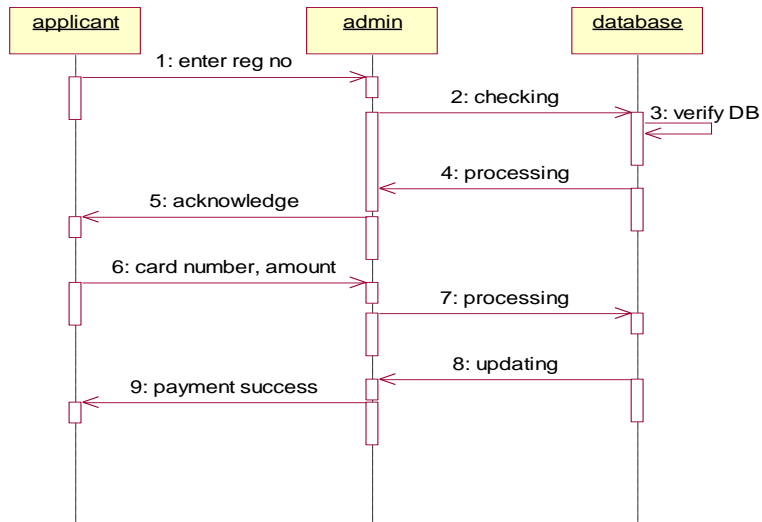 applicant
admin
database
1: enter reg no
2: checking
3: verify DB
4: processing
5: acknowledge
6: card number, amount
7: processing
8: updating
9: payment success